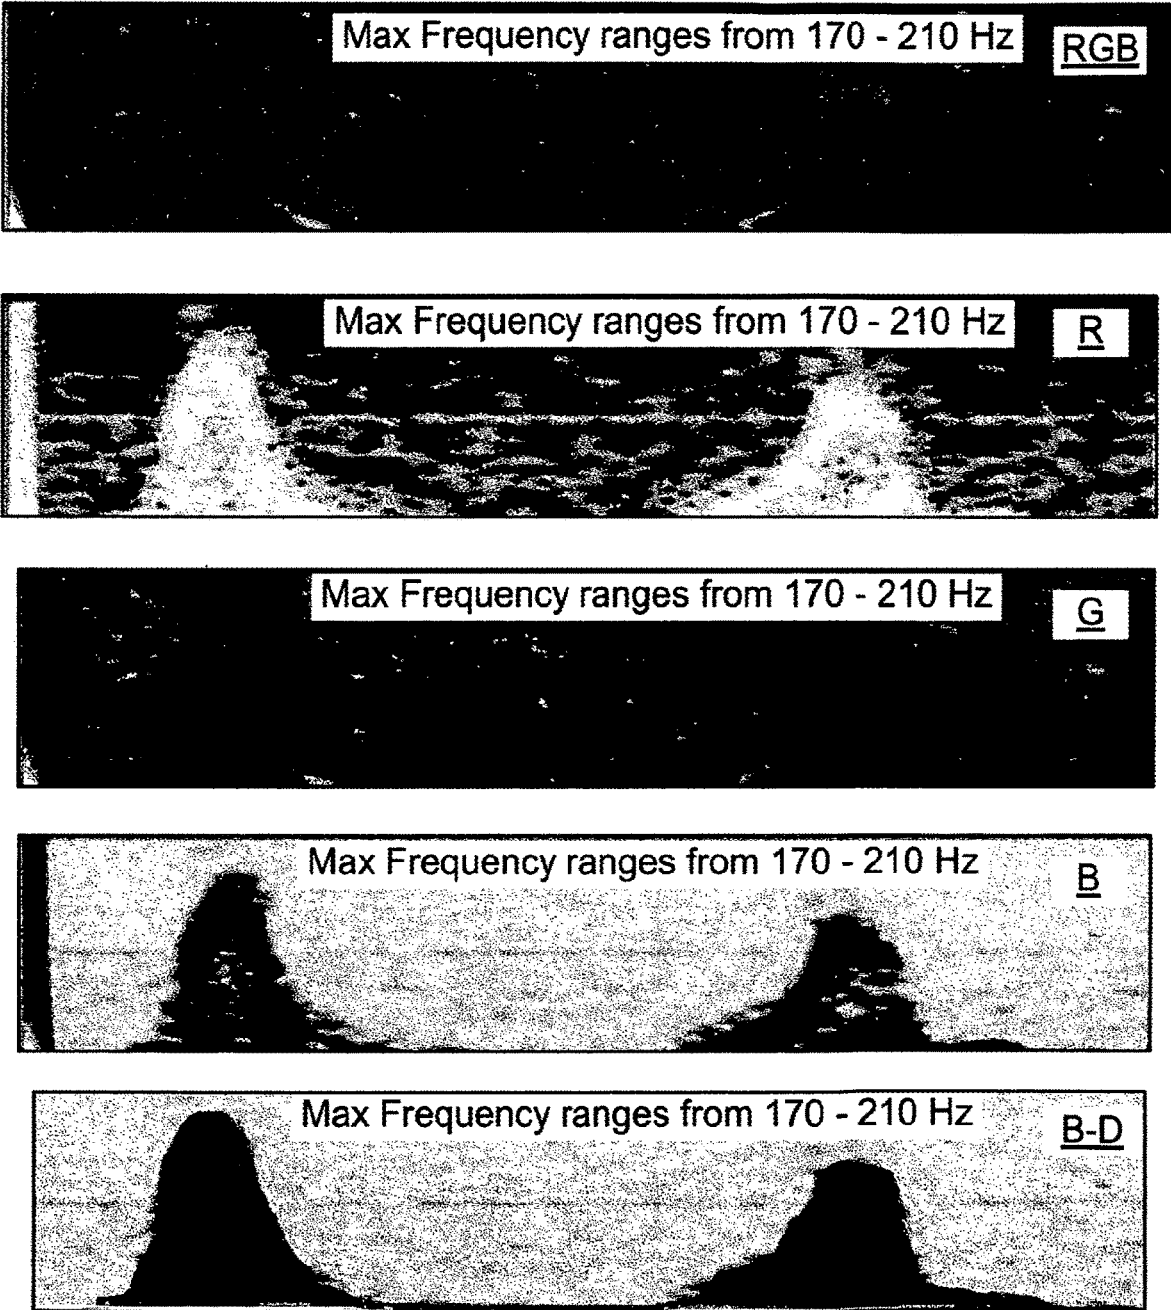 Max Frequency ranges from 170 - 210 Hz RGB
Max Frequency ranges from 170 - 210 Hz R
Max Frequency ranges from 170 - 210 Hz G
Max Frequency ranges from 170 - 210 Hz B
Max Frequency ranges from 170 - 210 Hz B-D